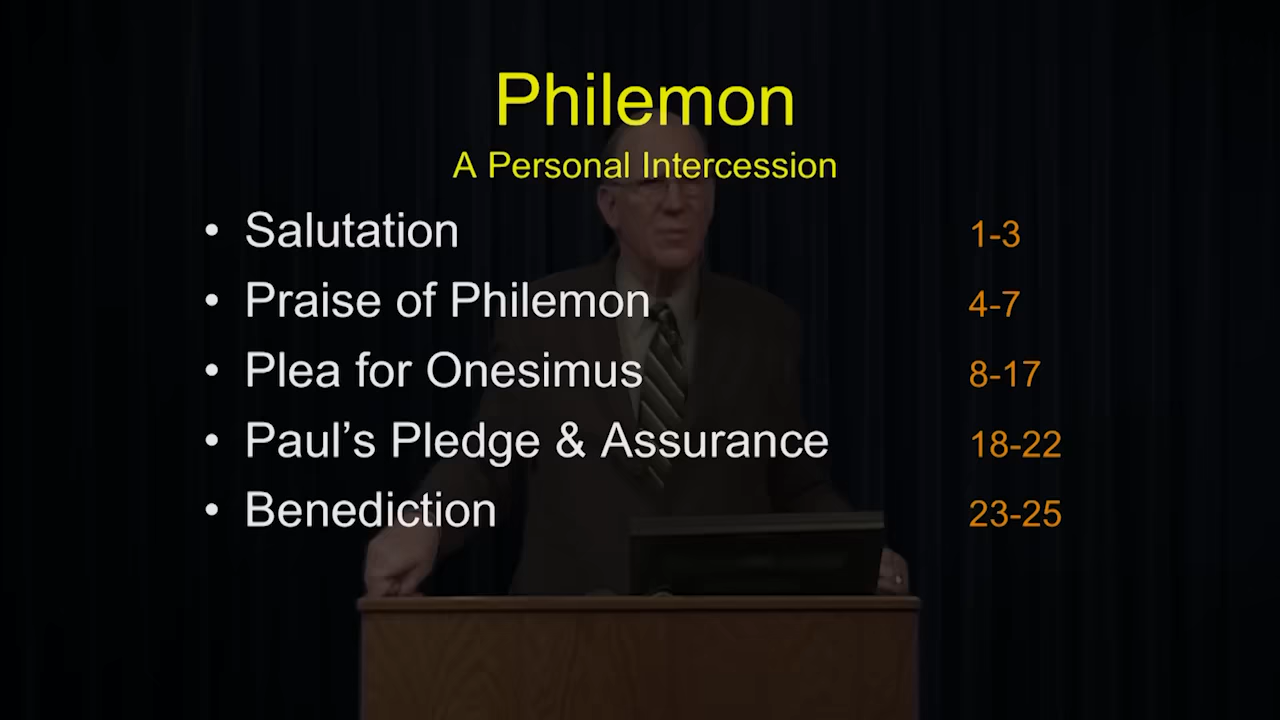 Philemon
A Personal Intercession
• Salutation 1-3
• Praise of Philemon 4-7
• Plea for Onesimus 8-17
• Paul’s Pledge & Assurance 18-22
• Benediction 23-25